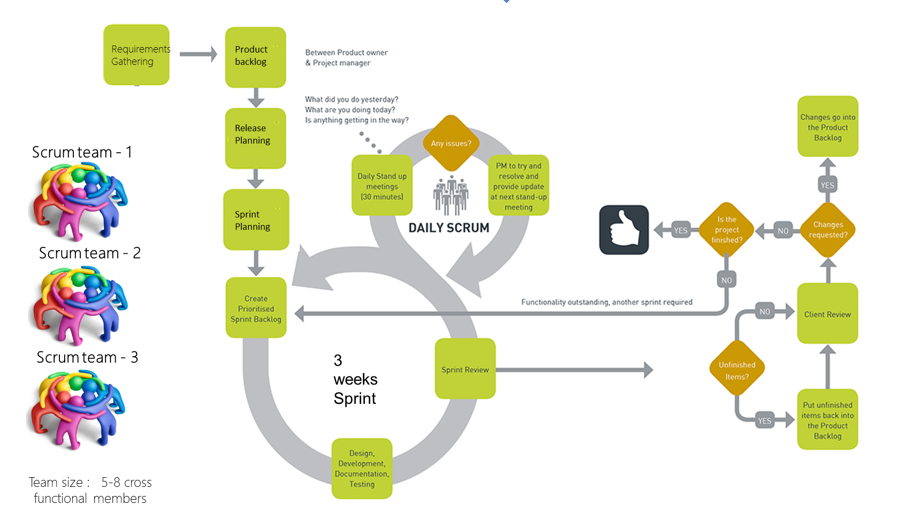 Requirements
Gathering
Product
backlog
Between Product owner
& Project manager
Release
Planning
Sprint
Planning
Create
Prioritised
Sprint Backlog
What did you do yesterday?
What are you doing today?
Is anything getting in the way?
Daily Stand up
meetings
(30 minutes)
Any issues?
PM to try and
resolve and
provide update
at next stand-up
meeting
DAILY SCRUM
Scrum team - 1
Scrum team - 2
Scrum team - 3
Team size : 5-8 cross
functional members
3
weeks
Sprint
Design,
Development,
Documentation,
Testing
Sprint Review
Functionality outstanding, another sprint required
Unfinished
Items?
NO
YES
Put unfinished
items back into
the Product
Backlog
Client Review
Changes
requested?
YES
Changes go into
the Product
Backlog
NO
Is the
project
finished?
YES
NO